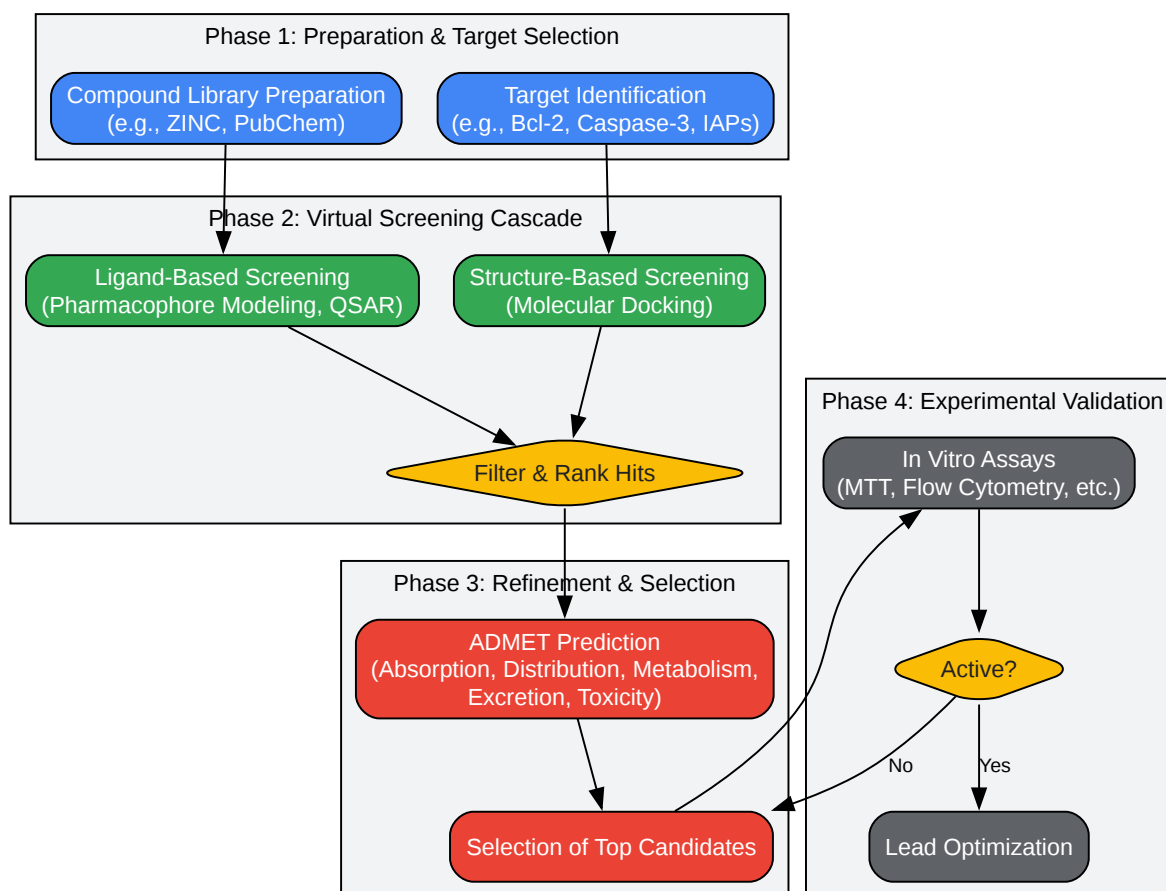 Phase 1: Preparation & Target Selection
Compound Library Preparation
(e.g., ZINC, PubChem)
Target Identification
(e.g., Bcl-2, Caspase-3, IAPs)
Phase 2: Virtual Screening Cascade
Ligand-Based Screening
(Pharmacophore Modeling, QSAR)
Structure-Based Screening
(Molecular Docking)
Filter & Rank Hits
Phase 3: Refinement & Selection
ADMET Prediction
(Absorption, Distribution, Metabolism,
Excretion, Toxicity)
Selection of Top Candidates
Phase 4: Experimental Validation
In Vitro Assays
(MTT, Flow Cytometry, etc.)
Active?
No
Yes
Lead Optimization